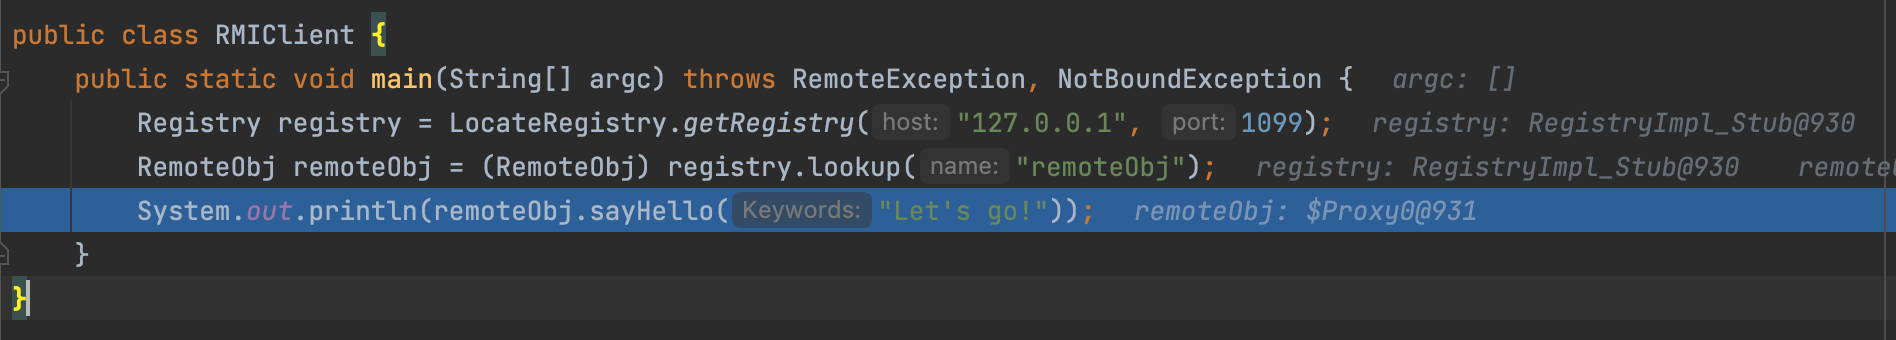 public class RMIClient {
public static void main(String[] argc) throws RemoteException, NotBoundException {  argc: []
Registry registry = LocateRegistry.getRegistry( host: "127.0.0.1", port: 1099);  registry: RegistryImpl_Stub@930
RemoteObj remoteObj = (RemoteObj) registry.lookup( name: "remoteObj");  registry: RegistryImpl_Stub@930
System.out.println(remoteObj.sayHello( Keywords: "Let's go!"));  remoteObj: $Proxy0@931
}
}